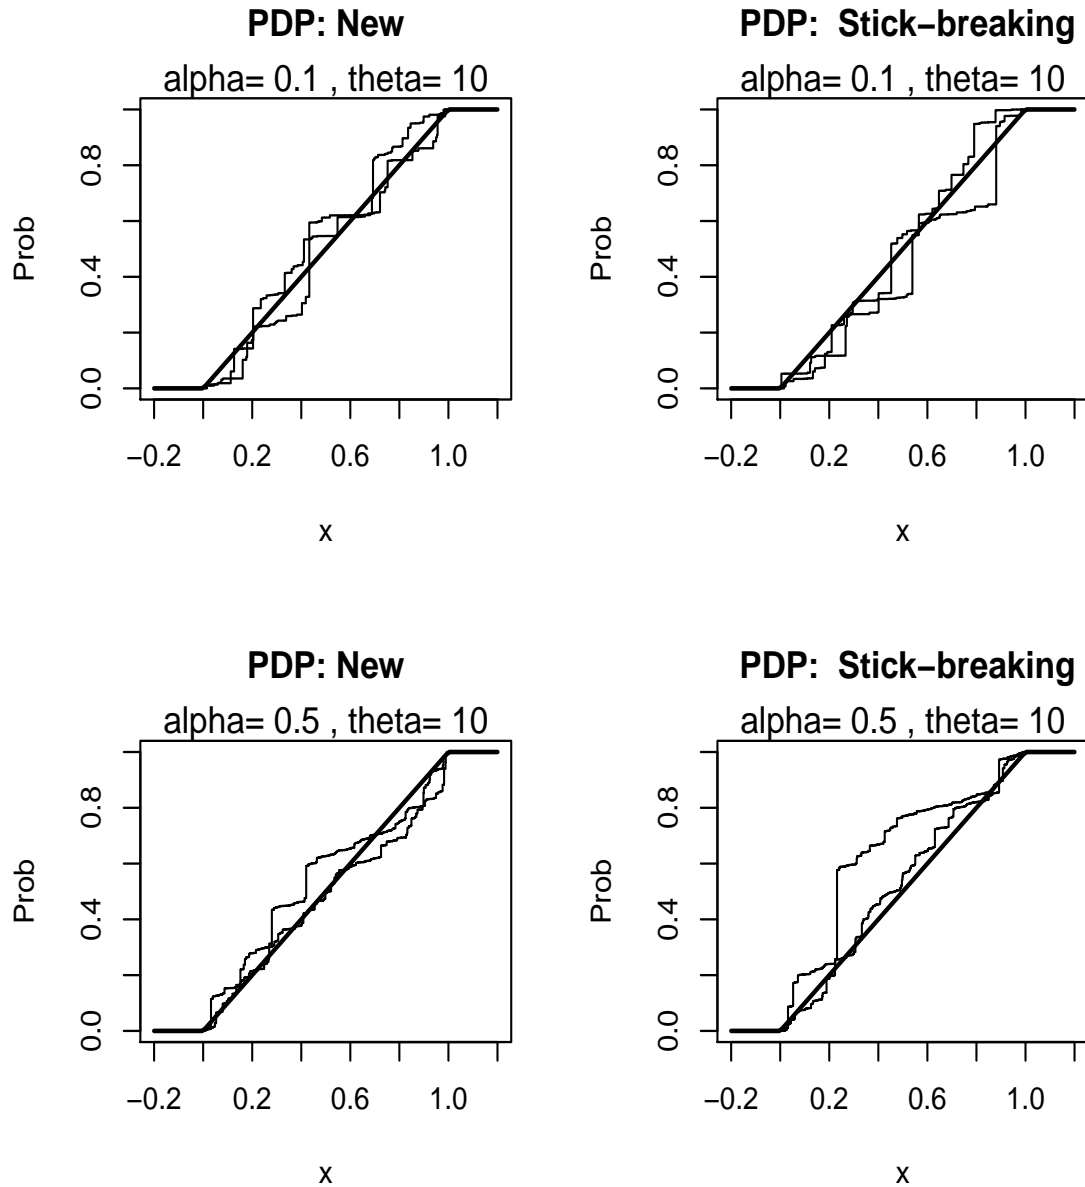 PDP: New
alpha= 0.1 , theta= 10
Prob
0.8
0.4
0.0
−0.2 0.2 0.6 1.0
x
PDP:  Stick−breaking
alpha= 0.1 , theta= 10
Prob
0.8
0.4
0.0
−0.2 0.2 0.6 1.0
x
PDP: New
alpha= 0.5 , theta= 10
Prob
0.8
0.4
0.0
−0.2 0.2 0.6 1.0
x
PDP:  Stick−breaking
alpha= 0.5 , theta= 10
Prob
0.8
0.4
0.0
−0.2 0.2 0.6 1.0
x